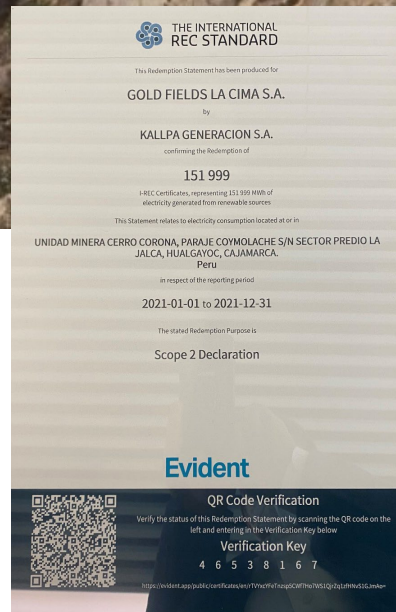 THE INTERNATIONAL
REC STANDARD
This Redemption Statement has been produced for
GOLD FIELDS LA CIMA S.A.
by
KALLPA GENERACION S.A.
confirming the Redemption of
151 999
I-REC Certificates, representing 151 999 MWh of
electricity generated from renewable sources
This Statement relates to electricity consumption located at or in
UNIDAD MINERA CERRO CORONA, PARAJE COYMOLACHE S/N SECTOR PREDIO LA
JALCA, HUALGAYOC, CAJAMARCA.
Peru
in respect of the reporting period
2021-01-01 to 2021-12-31
The stated Redemption Purpose is
Scope 2 Declaration
Evident
QR Code Verification
Verify the status of this Redemption Statement by scanning the QR code on the
left and entering in the Verification Key below
Verification Key
4 6 5 3 8 1 6 7